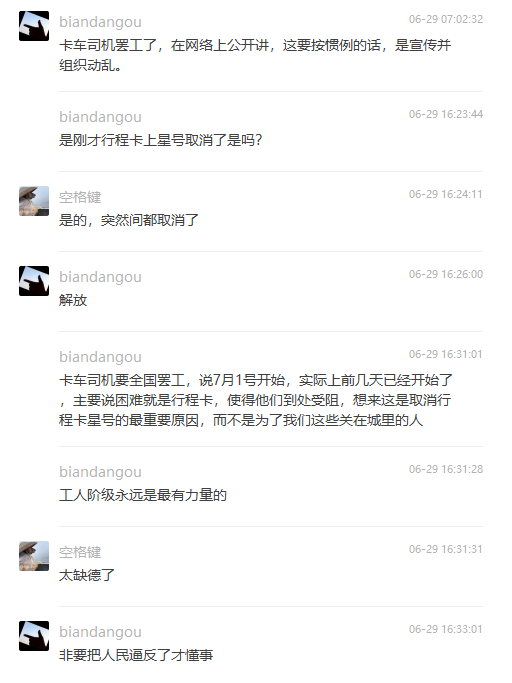 biandangou
06-29 07:02:32
卡车司机罢工了，在网络上公开讲，这要按惯例的话，是宣传并
组织动乱。
biandangou
06-29 16:23:44
是刚才行程卡上星号取消了是吗？
空格键
06-29 16:24:11
是的，突然间都取消了
biandangou
06-29 16:26:00
解放
biandangou
06-29 16:31:01
卡车司机要全国罢工，说7月1号开始，实际上前几天已经开始了
，主要说困难就是行程卡，使得他们到处受阻，想来这是取消行
程卡星号的最重要原因，而不是为了我们这些关在城里的人
biandangou
06-29 16:31:28
工人阶级永远是最有力量的
空格键
06-29 16:31:31
太缺德了
biandangou
06-29 16:33:01
非要把人民逼反了才懂事